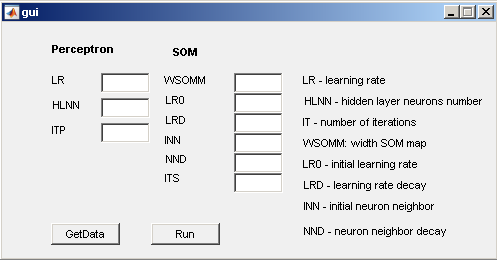 gui
Perceptron
SOM
LR
HLNN
ITP
WSOMM
LR0
LRD
INN
NND
ITS
LR - learning rate
HLNN - hidden layer neurons number
IT - number of iterations
WSOMM: width SOM map
LR0 - initial learning rate
LRD - learning rate decay
INN - initial neuron neighbor
NND - neuron neighbor decay
GetData
Run